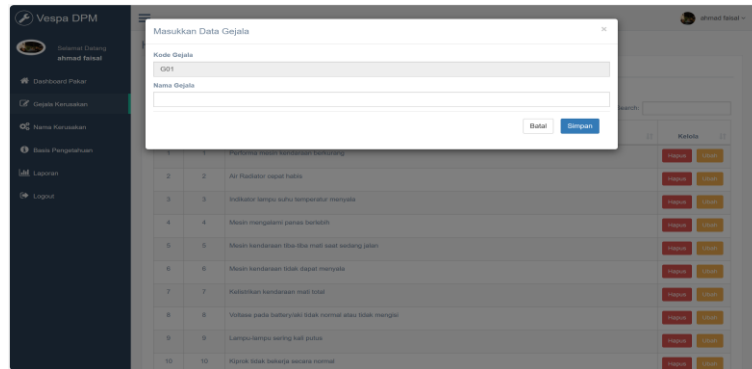 Vespa DPM
ahmad faisal
Selamat Datang
ahmad faisal
Dashboard Pakar
Gejala Kerusakan
Nama Kerusakan
Basis Pengetahuan
Laporan
Logout
Masukkan Data Gejala ×
Kode Gejala
G01
Nama Gejala
Batal Simpan
Search:
Kelola
1 1 Performa mesin kendaraan berkurang Hapus Ubah
2 2 Air Radiator cepat habis Hapus Ubah
3 3 Indikator lampu suhu temperatur menyala Hapus Ubah
4 4 Mesin mengalami panas berlebih Hapus Ubah
5 5 Mesin kendaraan tiba-tiba mati saat sedang jalan Hapus Ubah
6 6 Mesin kendaraan tidak dapat menyala Hapus Ubah
7 7 Kelistrikan kendaraan mati total Hapus Ubah
8 8 Voltase pada battery/aki tidak normal atau tidak mengisi Hapus Ubah
9 9 Lampu-lampu sering kali putus Hapus Ubah
10 10 Kiprok tidak bekerja secara normal Hapus Ubah